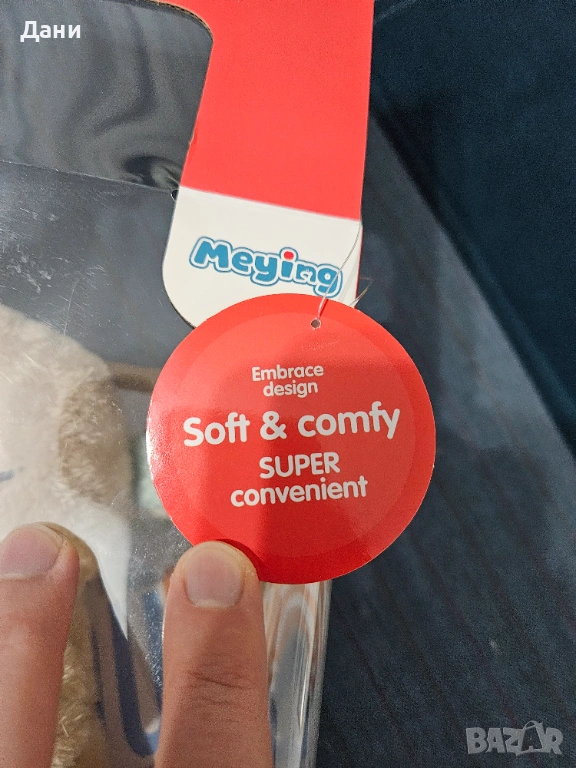 Дани
Meying
Embrace
design
Soft & comfy
SUPER
convenient
BAZAR